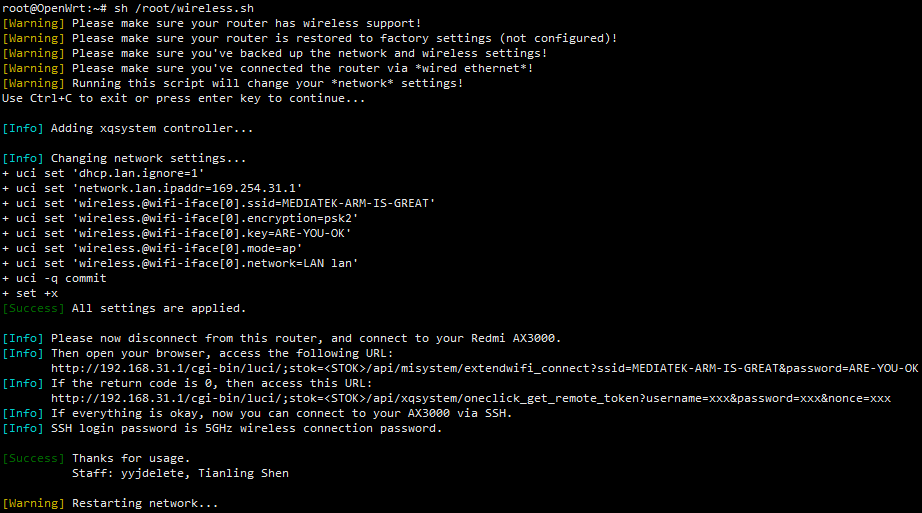 root@OpenWrt:~# sh /root/wireless.sh
[Warning] Please make sure your router has wireless support!
[Warning] Please make sure your router is restored to factory settings (not configured)!
[Warning] Please make sure you've backed up the network and wireless settings!
[Warning] Please make sure you've connected the router via *wired ethernet*!
[Warning] Running this script will change your *network* settings!
Use Ctrl+C to exit or press enter key to continue...
[Info] Adding xqsystem controller...
[Info] Changing network settings...
+ uci set 'dhcp.lan.ignore=1'
+ uci set 'network.lan.ipaddr=169.254.31.1'
+ uci set 'wireless.@wifi-iface[0].ssid=MEDIATEK-ARM-IS-GREAT'
+ uci set 'wireless.@wifi-iface[0].encryption=psk2'
+ uci set 'wireless.@wifi-iface[0].key=ARE-YOU-OK'
+ uci set 'wireless.@wifi-iface[0].mode=ap'
+ uci set 'wireless.@wifi-iface[0].network=LAN lan'
+ uci -q commit
+ set +x
[Success] All settings are applied.
[Info] Please now disconnect from this router, and connect to your Redmi AX3000.
[Info] Then open your browser, access the following URL:
http://192.168.31.1/cgi-bin/luci/;stok=<STOK>/api/misystem/extendwifi_connect?ssid=MEDIATEK-ARM-IS-GREAT&password=ARE-YOU-OK
[Info] If the return code is 0, then access this URL:
http://192.168.31.1/cgi-bin/luci/;stok=<STOK>/api/xqsystem/oneclick_get_remote_token?username=xxx&password=xxx&nonce=xxx
[Info] If everything is okay, now you can connect to your AX3000 via SSH.
[Info] SSH login password is 5GHz wireless connection password.
[Success] Thanks for usage.
Staff: yyjdelete, Tianling Shen
[Warning] Restarting network...